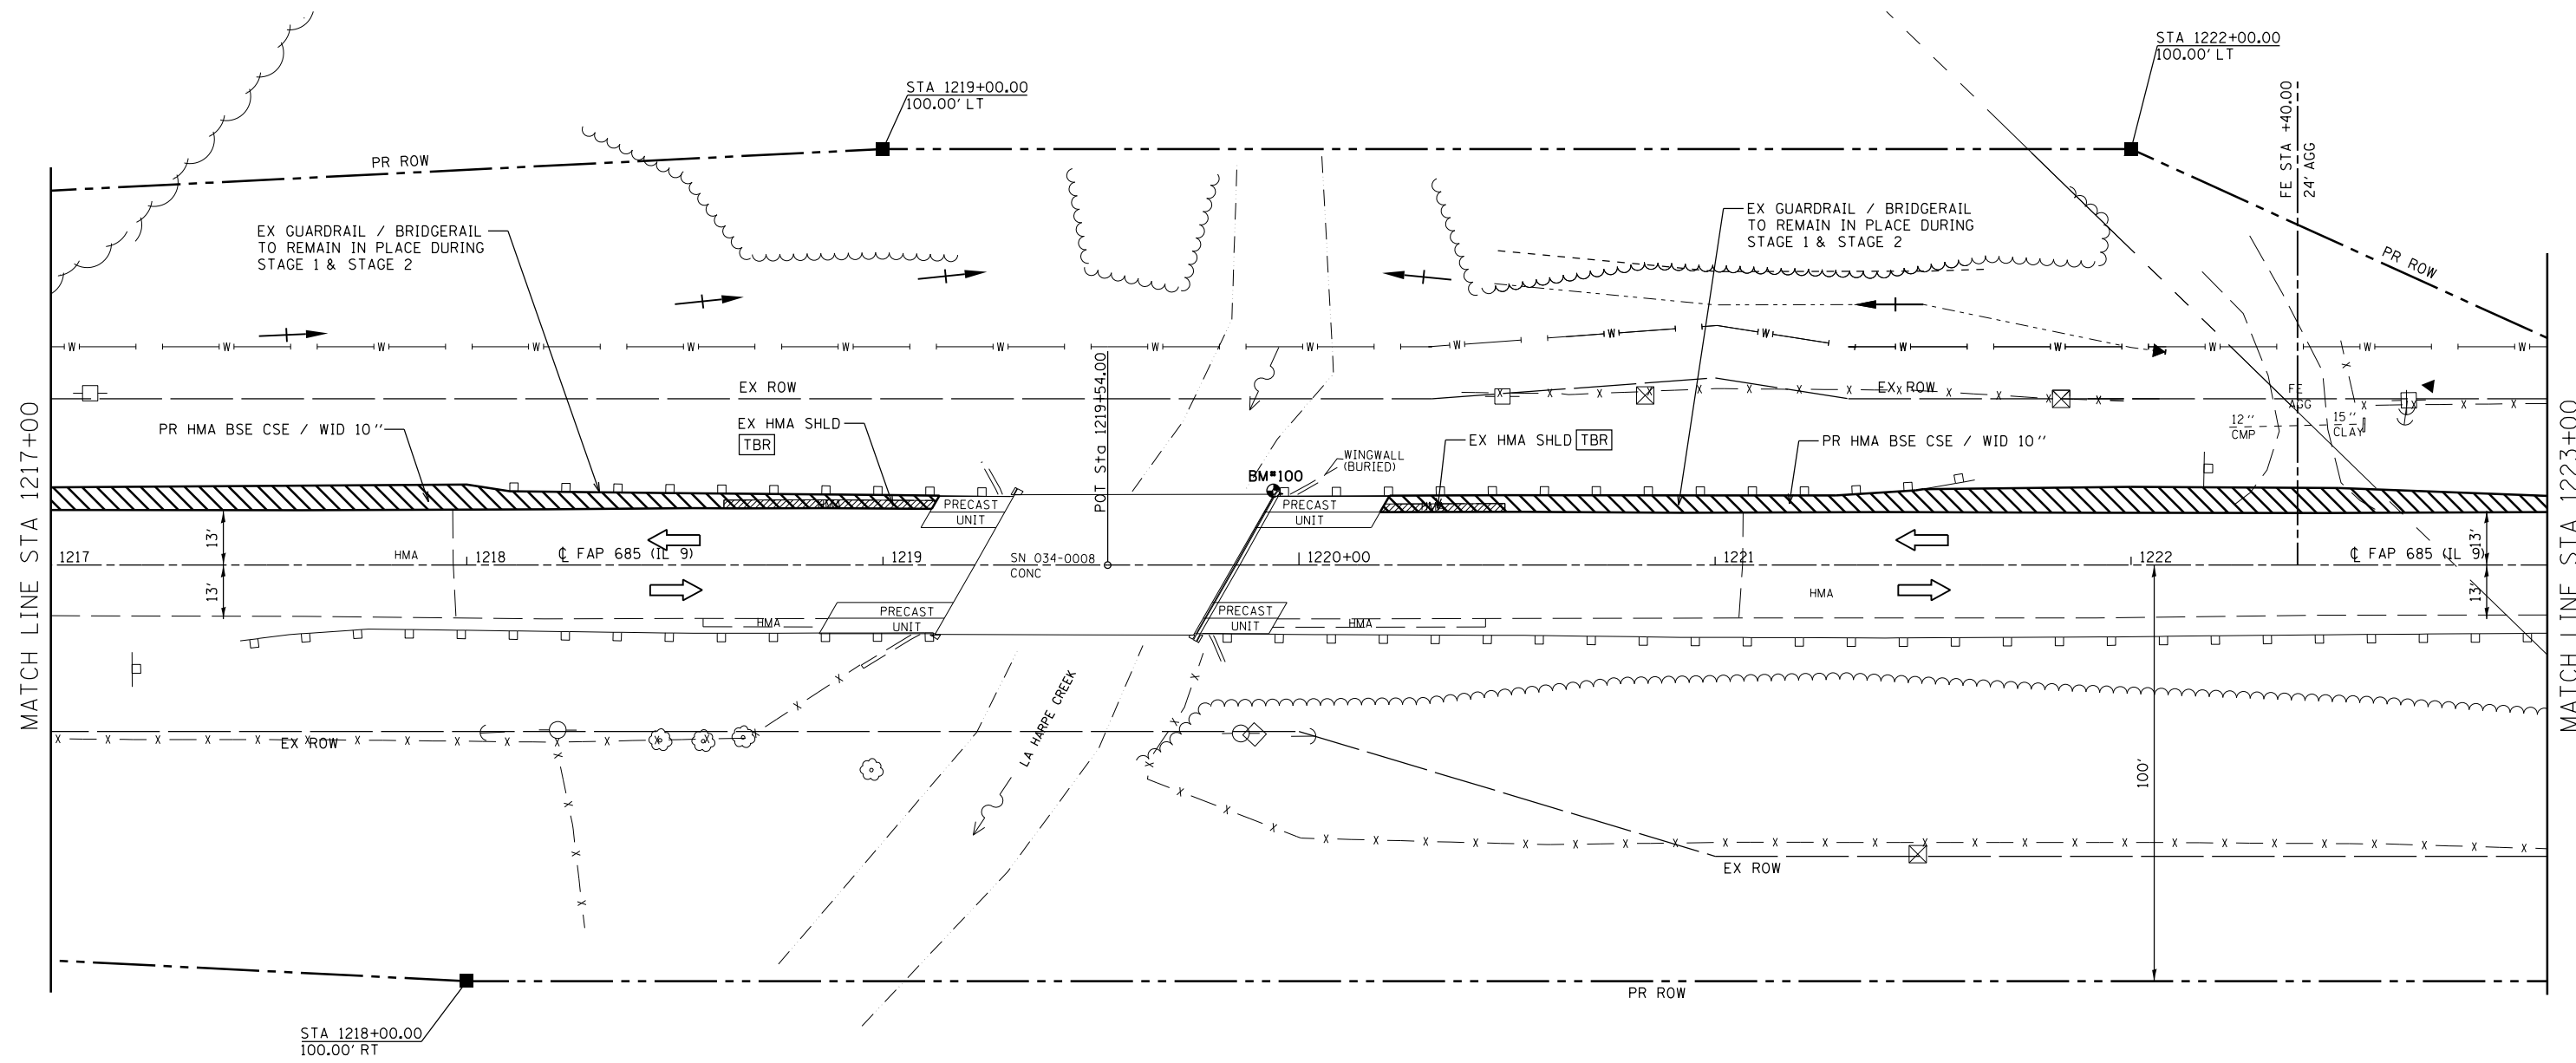 STA 1222+00.00
100.00' LT
STA 1219+00.00
100.00' LT
FE STA +40.00
24' AGG
PR ROW
EX GUARDRAIL / BRIDGERAIL
TO REMAIN IN PLACE DURING
STAGE 1 & STAGE 2
EX GUARDRAIL / BRIDGERAIL
TO REMAIN IN PLACE DURING
STAGE 1 & STAGE 2
PR ROW
W W W W W W W W W W W W W W W W W
EX ROW
EX ROW
FE
AGG
POT Sta 1219+54.00
PR HMA BSE CSE / WID 10"
EX HMA SHLD
TBR
EX HMA SHLD TBR
PR HMA BSE CSE / WID 10"
12"
CMP
15"
CLAY
WINGWALL
(BURIED)
BM#100
HMA
HMA
PRECAST
UNIT
PRECAST
UNIT
MATCH LINE STA 1217+00
MATCH LINE STA 1223+00
13'
13'
1217
HMA
1218
℄ FAP 685 (IL 9)
1219
SN 034-0008
CONC
1220+00
1221
1222
℄ FAP 685 (IL 9)
13'
13'
HMA
HMA
PRECAST
UNIT
PRECAST
UNIT
HMA
LA HARPE CREEK
EX ROW
100'
EX ROW
PR ROW
STA 1218+00.00
100.00' RT